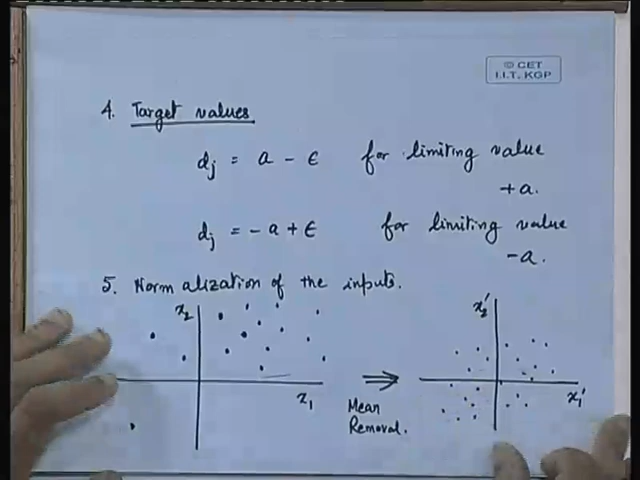 © CET
I.I.T. KGP
4. Target values
dj = a - ϵ for limiting value
+a.
dj = - a + ϵ for limiting value
-a.
5. Normalization of the inputs.
x2
x1
⇒
Mean
Removal.
x2'
x1'